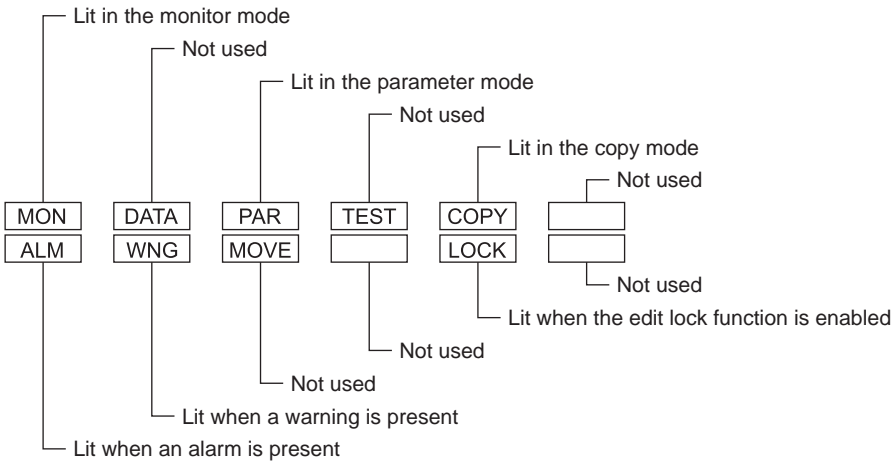 Lit in the monitor mode
Not used
Lit in the parameter mode
Not used
Lit in the copy mode
Not used
MON DATA PAR TEST COPY
ALM WNG MOVE LOCK
Not used
Lit when the edit lock function is enabled
Not used
Not used
Lit when a warning is present
Lit when an alarm is present